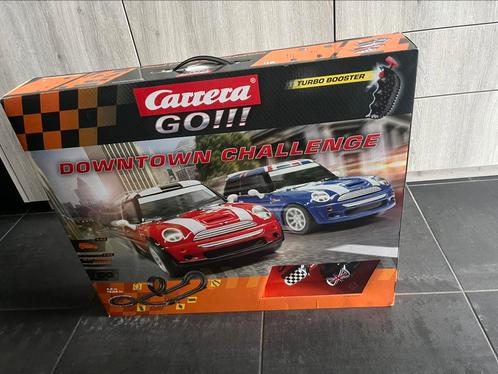 Carrera
GO!!!
TURBO BOOSTER
DOWNTOWN CHALLENGE